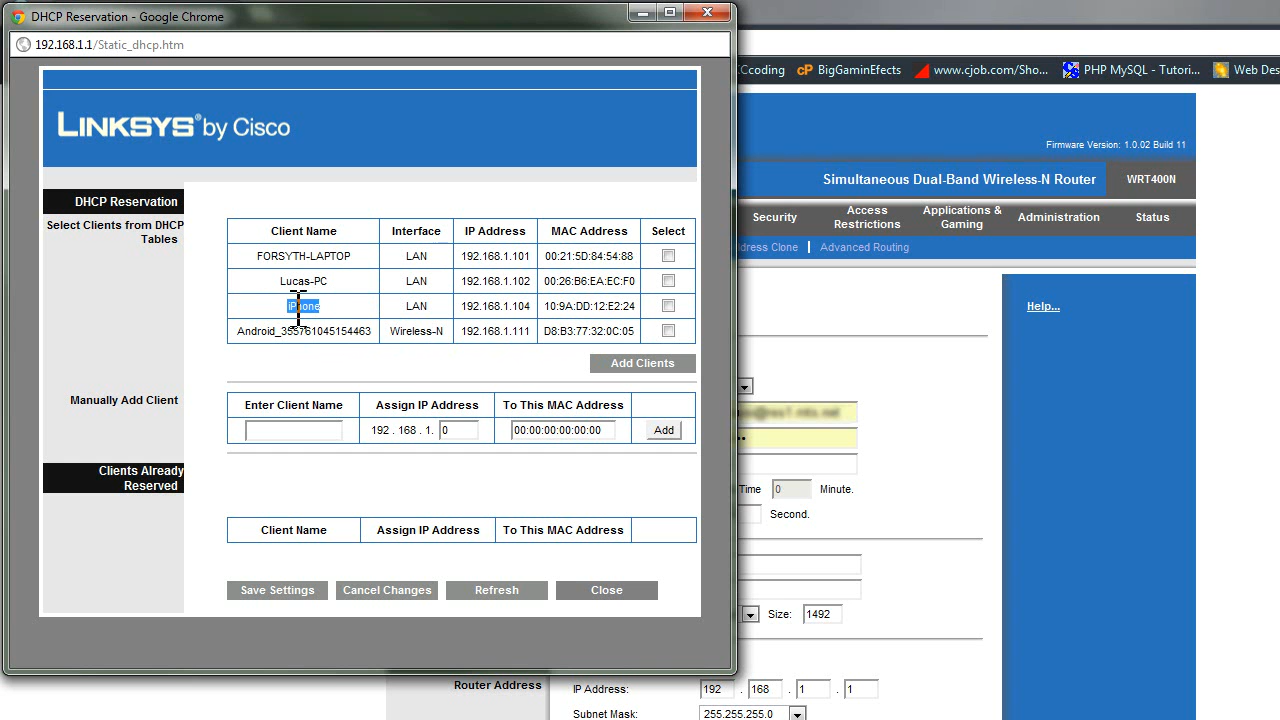 DHCP Reservation - Google Chrome
192.168.1.1/Static_dhcp.htm
LINKSYS® by Cisco
DHCP Reservation
Select Clients from DHCP Tables
Client Name Interface IP Address MAC Address Select
FORSYTH-LAPTOP LAN 192.168.1.101 00:21:5D:84:54:88
Lucas-PC LAN 192.168.1.102 00:26:B6:EA:EC:F0
iPhone LAN 192.168.1.104 10:9A:DD:12:E2:24
Android_355761045154463 Wireless-N 192.168.1.111 D8:B3:77:32:0C:05
Add Clients
Manually Add Client
Enter Client Name Assign IP Address To This MAC Address
192 . 168 . 1. 0 00:00:00:00:00:00 Add
Clients Already Reserved
Client Name Assign IP Address To This MAC Address
Save Settings Cancel Changes Refresh Close
Ccoding cP BigGaminEffects www.cjob.com/Sho... PHP MySQL - Tutori... Web Des
Firmware Version: 1.0.02 Build 11
Simultaneous Dual-Band Wireless-N Router WRT400N
Security Access Restrictions Applications & Gaming Administration Status
ddress Clone | Advanced Routing
Help...
Time 0 Minute.
Second.
Size: 1492
Router Address
IP Address: 192 . 168 . 1 . 1
Subnet Mask: 255.255.255.0